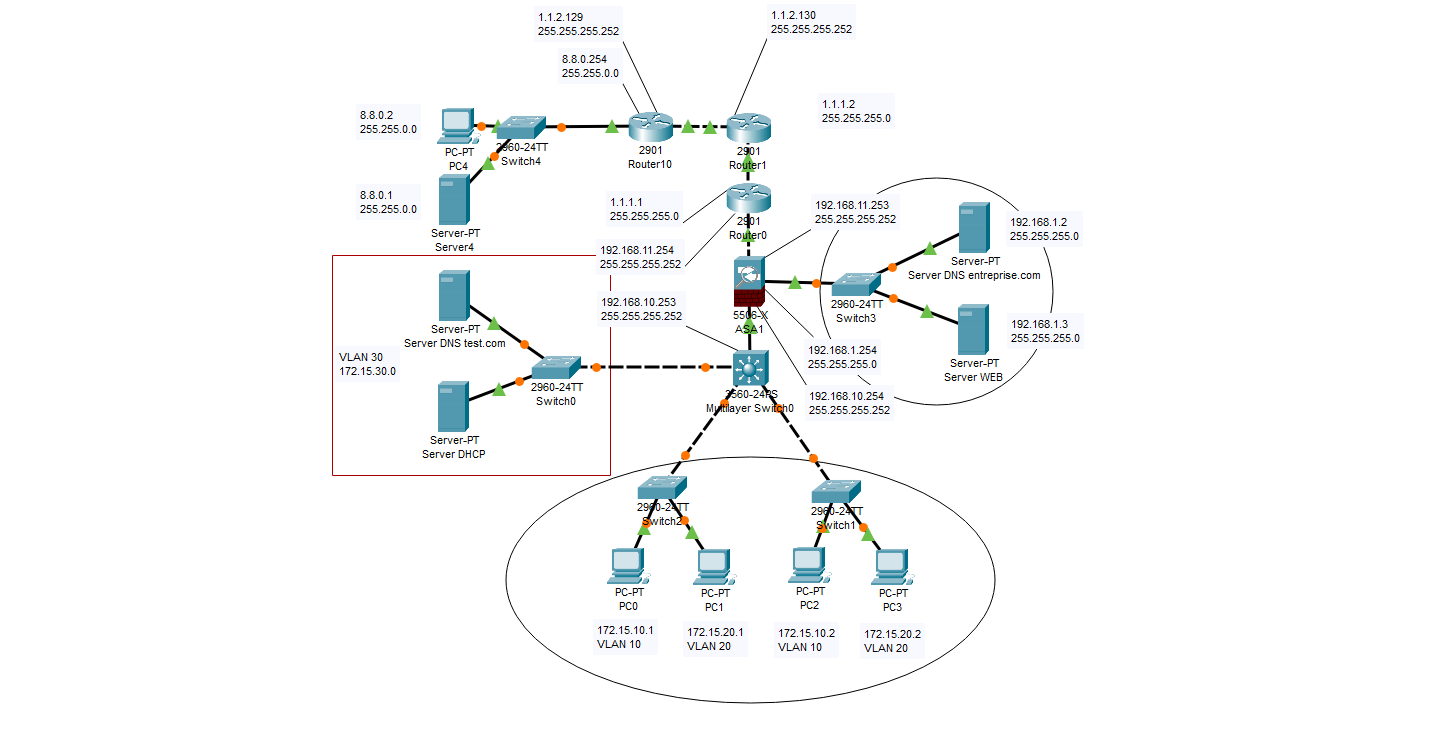 1.1.2.129
255.255.255.252
1.1.2.130
255.255.255.252
8.8.0.254
255.255.0.0
1.1.1.2
255.255.255.0
8.8.0.2
255.255.0.0
PC-PT
PC4
2960-24TT
Switch4
2901
Router10
2901
Router1
8.8.0.1
255.255.0.0
Server-PT
Server4
1.1.1.1
255.255.255.0
2901
Router0
192.168.11.253
255.255.255.252
192.168.11.254
255.255.255.252
192.168.1.2
255.255.255.0
Server-PT
Server DNS entreprise.com
192.168.10.253
255.255.255.252
5506-X
ASA1
2960-24TT
Switch3
Server-PT
Server DNS test.com
192.168.1.3
255.255.255.0
Server-PT
Server WEB
VLAN 30
172.15.30.0
2960-24TT
Switch0
192.168.1.254
255.255.255.0
3560-24PS
Multilayer Switch0
192.168.10.254
255.255.255.252
Server-PT
Server DHCP
2960-24TT
Switch2
2960-24TT
Switch1
PC-PT
PC0
PC-PT
PC1
PC-PT
PC2
PC-PT
PC3
172.15.10.1
VLAN 10
172.15.20.1
VLAN 20
172.15.10.2
VLAN 10
172.15.20.2
VLAN 20